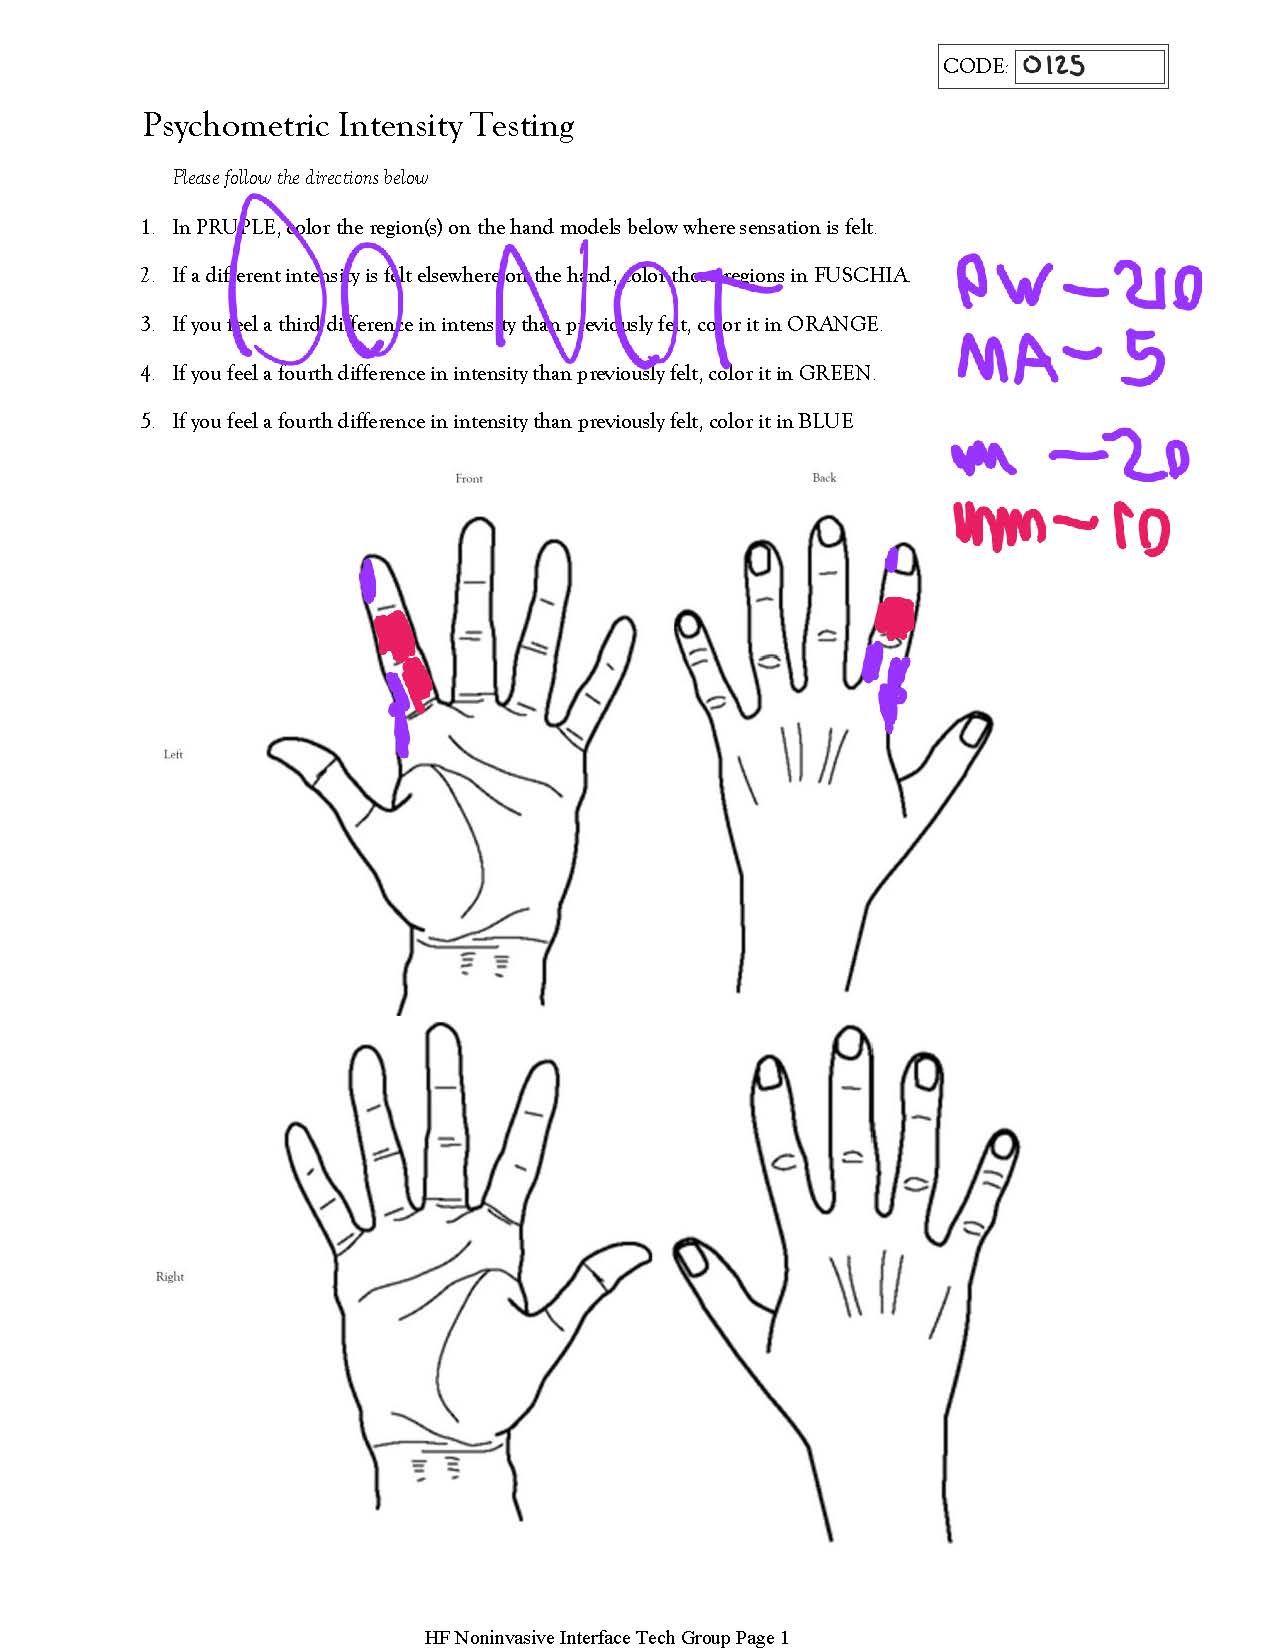 CODE: 0125
Psychometric Intensity Testing
Please follow the directions below
1. In PRUPLE, color the region(s) on the hand models below where sensation is felt.
2. If a different intensity is felt elsewhere on the hand, color those regions in FUSCHIA.
3. If you feel a third difference in intensity than previously felt, color it in ORANGE.
4. If you feel a fourth difference in intensity than previously felt, color it in GREEN.
5. If you feel a fourth difference in intensity than previously felt, color it in BLUE
DO NOT
PW - 210
MA - 5
- 20
- 10
Front
Back
Left
Right
HF Noninvasive Interface Tech Group Page 1